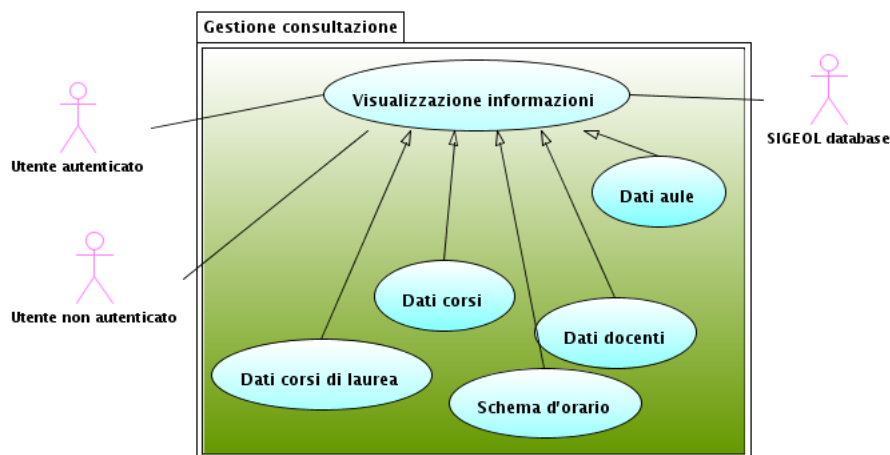 Gestione consultazione
Visualizzazione informazioni
Utente autenticato
SIGEOL database
Dati aule
Utente non autenticato
Dati corsi
Dati docenti
Dati corsi di laurea
Schema d'orario